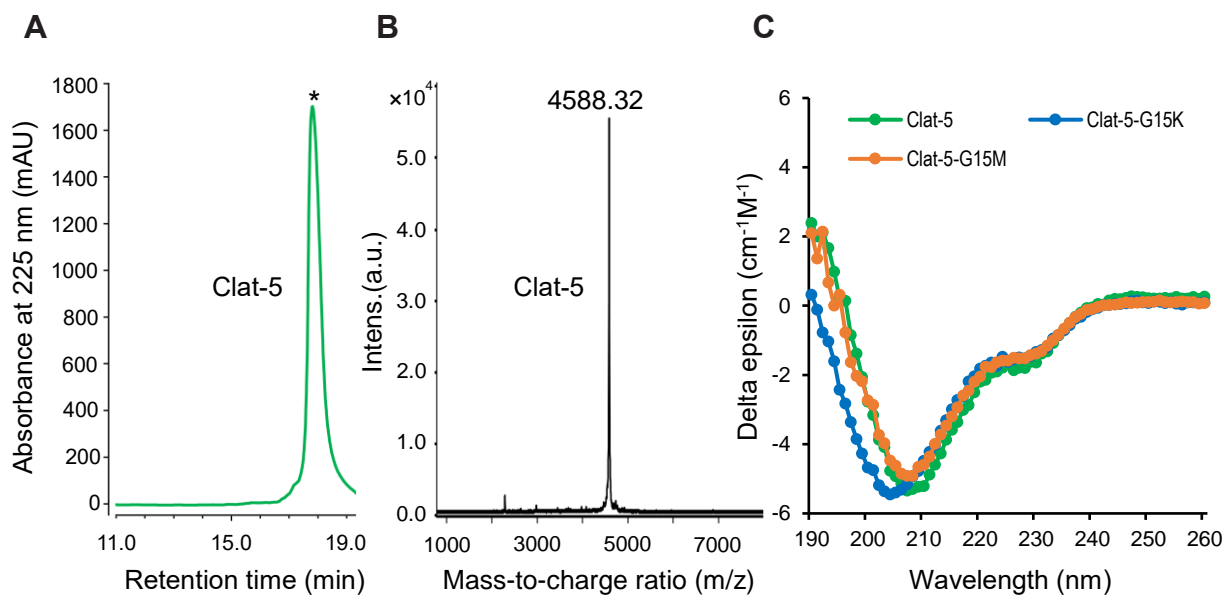 A
B
C
Absorbance at 225 nm (mAU)
1800
1600
1400
1200
1000
800
600
400
200
0
*
Clat-5
11.0 15.0 19.0
Retention time (min)
Intens.(a.u.)
×10⁴
5.0
4.0
3.0
2.0
1.0
0.0
4588.32
Clat-5
1000 3000 5000 7000
Mass-to-charge ratio (m/z)
Delta epsilon (cm⁻¹M⁻¹)
6
4
2
0
-2
-4
-6
Clat-5 Clat-5-G15K
Clat-5-G15M
190 200 210 220 230 240 250 260
Wavelength (nm)